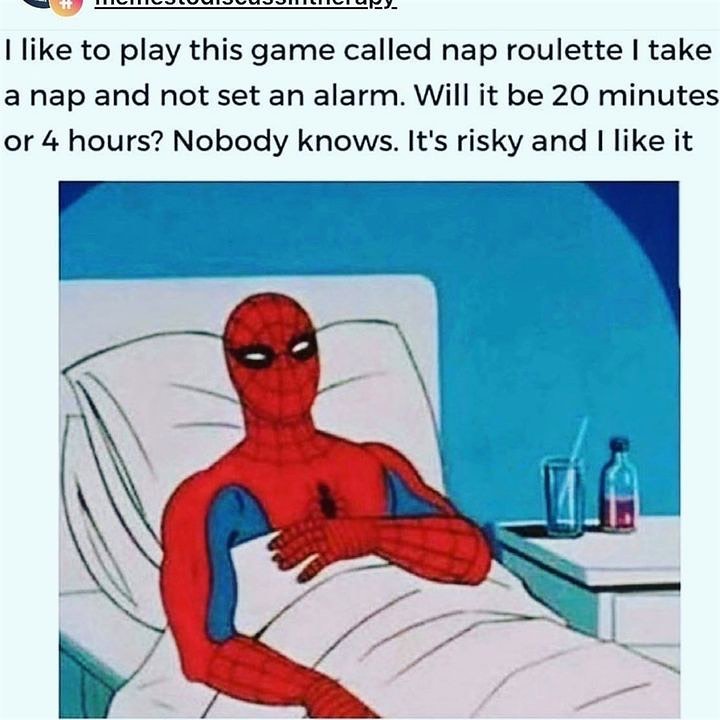 memestodiscussintherapy
I like to play this game called nap roulette I take
a nap and not set an alarm. Will it be 20 minutes
or 4 hours? Nobody knows. It's risky and I like it